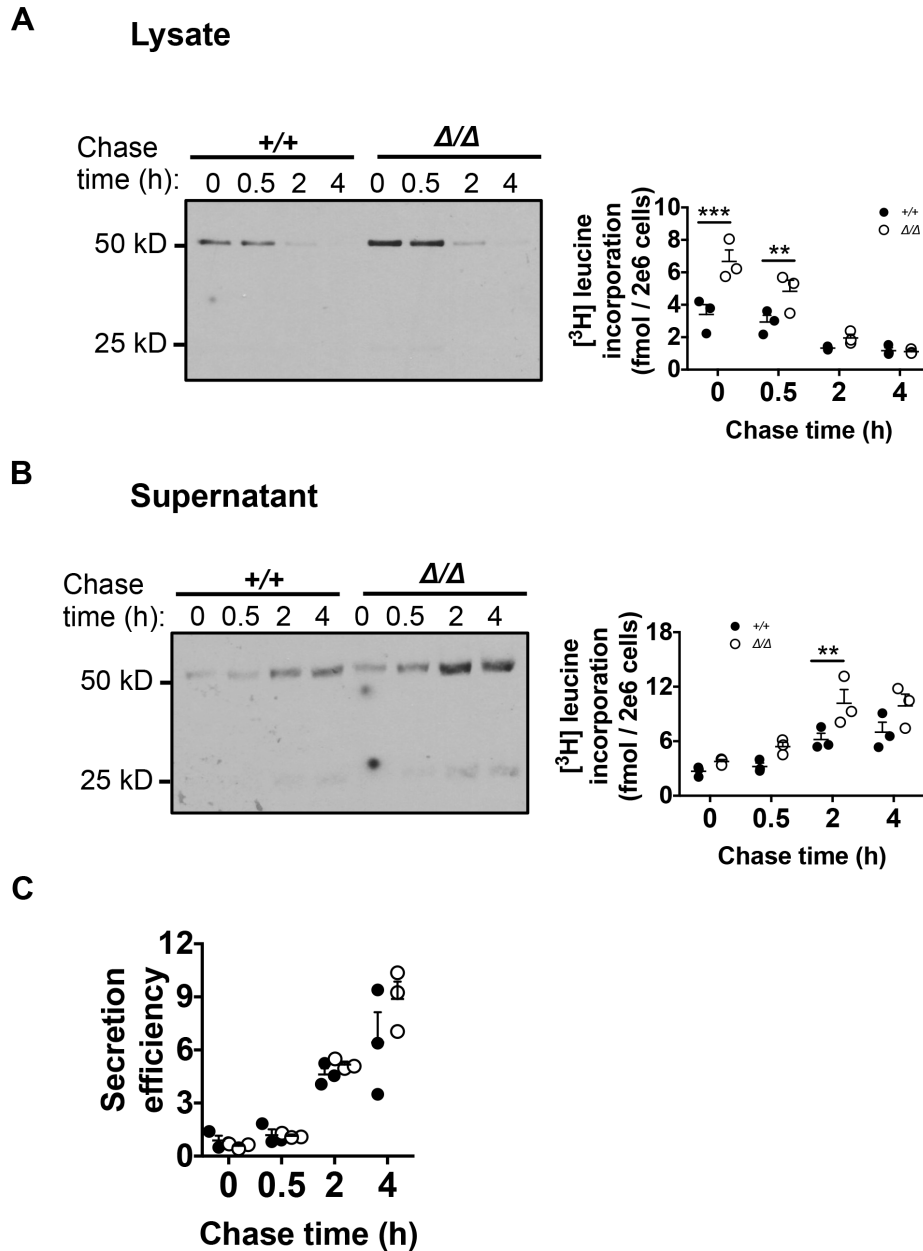 A
Lysate
Chase
time (h):
+/+
Δ/Δ
0 0.5 2 4 0 0.5 2 4
50 kD
25 kD
[³H] leucine
incorporation
(fmol / 2e6 cells)
10
8
6
4
2
0
***
**
+/+
Δ/Δ
0 0.5 2 4
Chase time (h)
B
Supernatant
Chase
time (h):
+/+
Δ/Δ
0 0.5 2 4 0 0.5 2 4
50 kD
25 kD
[³H] leucine
incorporation
(fmol / 2e6 cells)
18
12
6
0
+/+
Δ/Δ
**
0 0.5 2 4
Chase time (h)
C
Secretion
efficiency
12
9
6
3
0
0 0.5 2 4
Chase time (h)